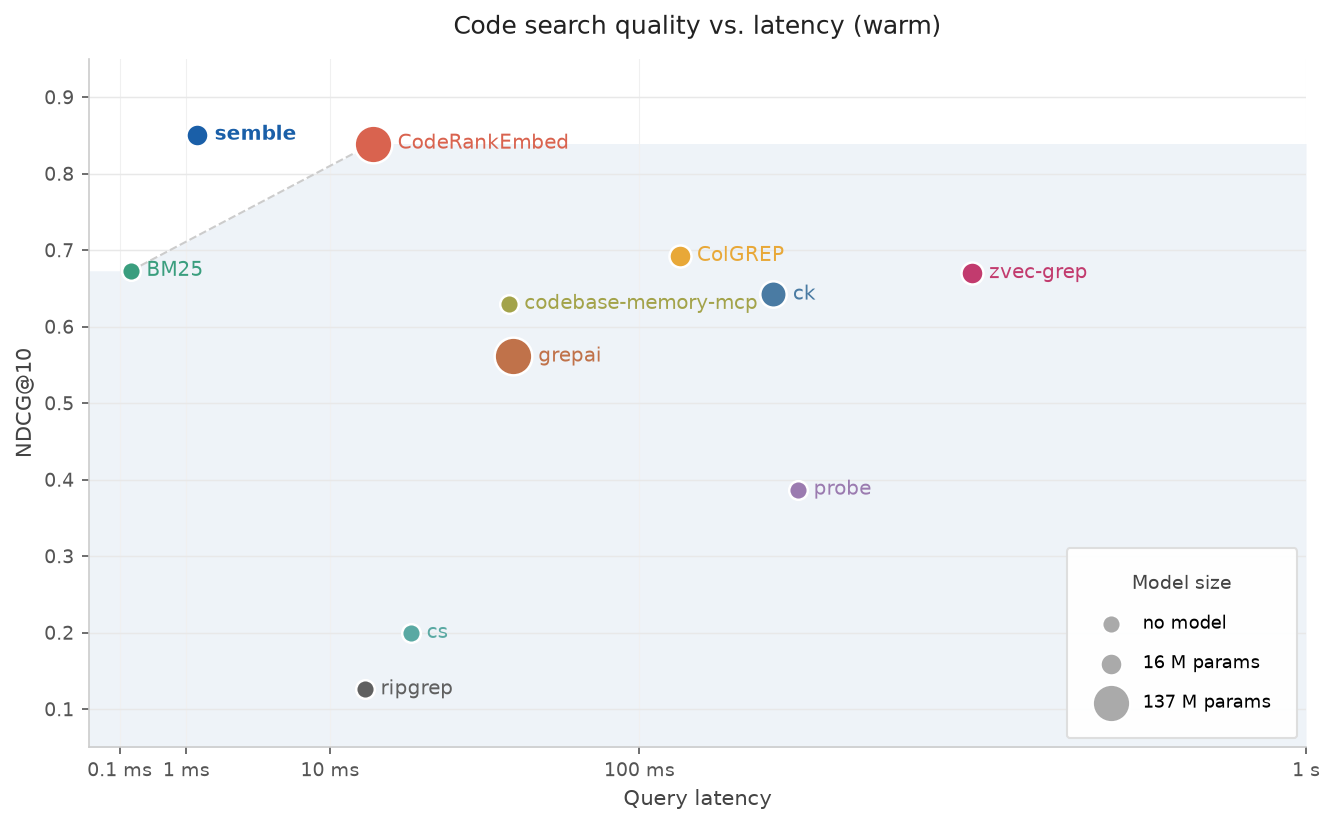 Code search quality vs. latency (warm)
NDCG@10
0.9
0.8
0.7
0.6
0.5
0.4
0.3
0.2
0.1
semble
CodeRankEmbed
BM25
ColGREP
zvec-grep
ck
codebase-memory-mcp
grepai
probe
cs
ripgrep
Model size
no model
16 M params
137 M params
0.1 ms
1 ms
10 ms
100 ms
1 s
Query latency